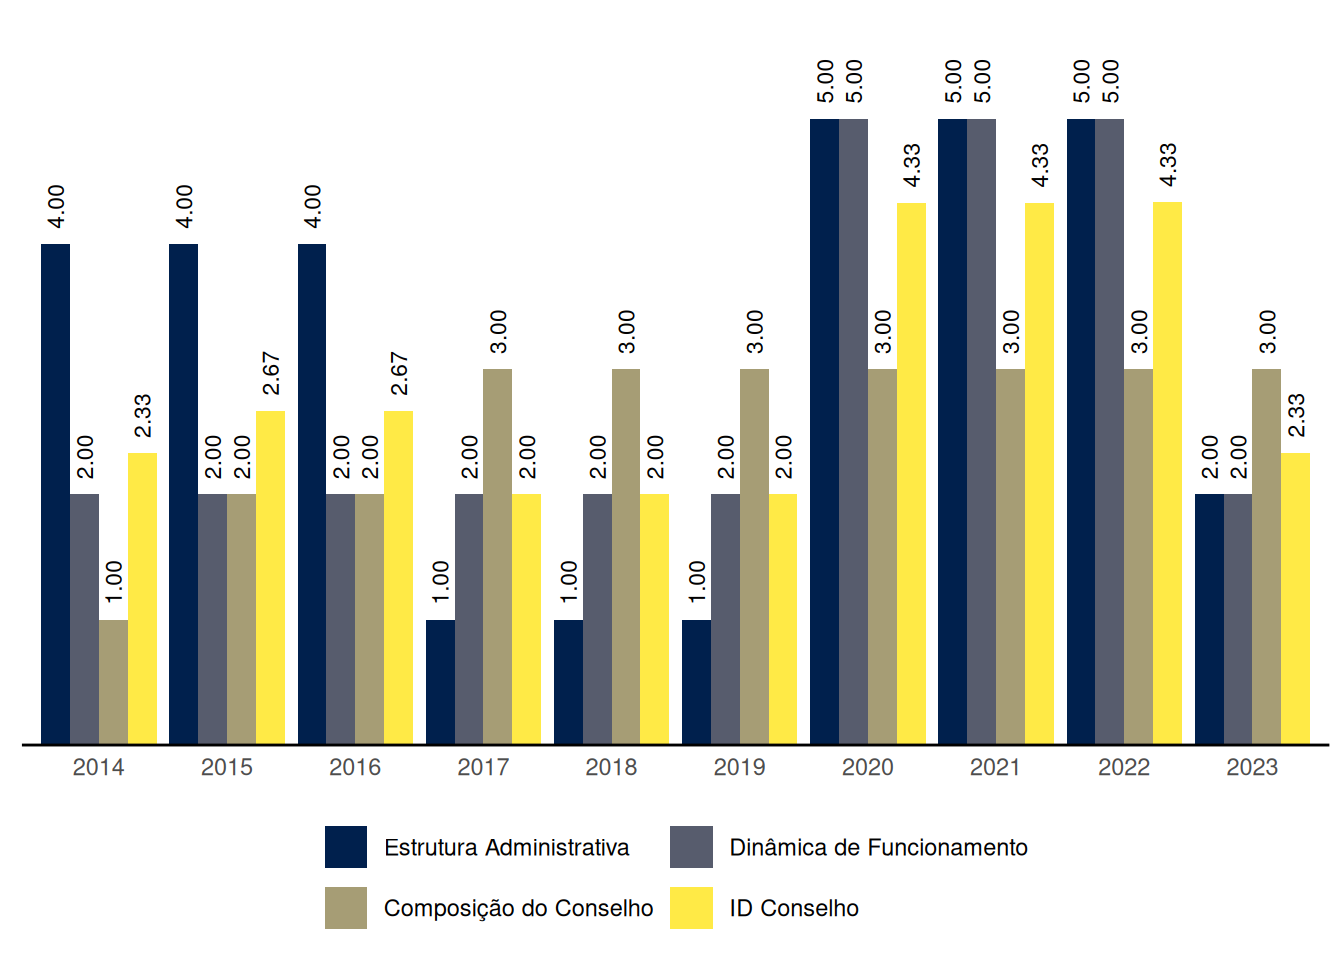 4.00 2.00 1.00 2.33
4.00 2.00 2.00 2.67
4.00 2.00 2.00 2.67
1.00 2.00 3.00 2.00
1.00 2.00 3.00 2.00
1.00 2.00 3.00 2.00
5.00 5.00 3.00 4.33
5.00 5.00 3.00 4.33
5.00 5.00 3.00 4.33
2.00 2.00 3.00 2.33
2014 2015 2016 2017 2018 2019 2020 2021 2022 2023
Estrutura Administrativa Dinâmica de Funcionamento
Composição do Conselho ID Conselho